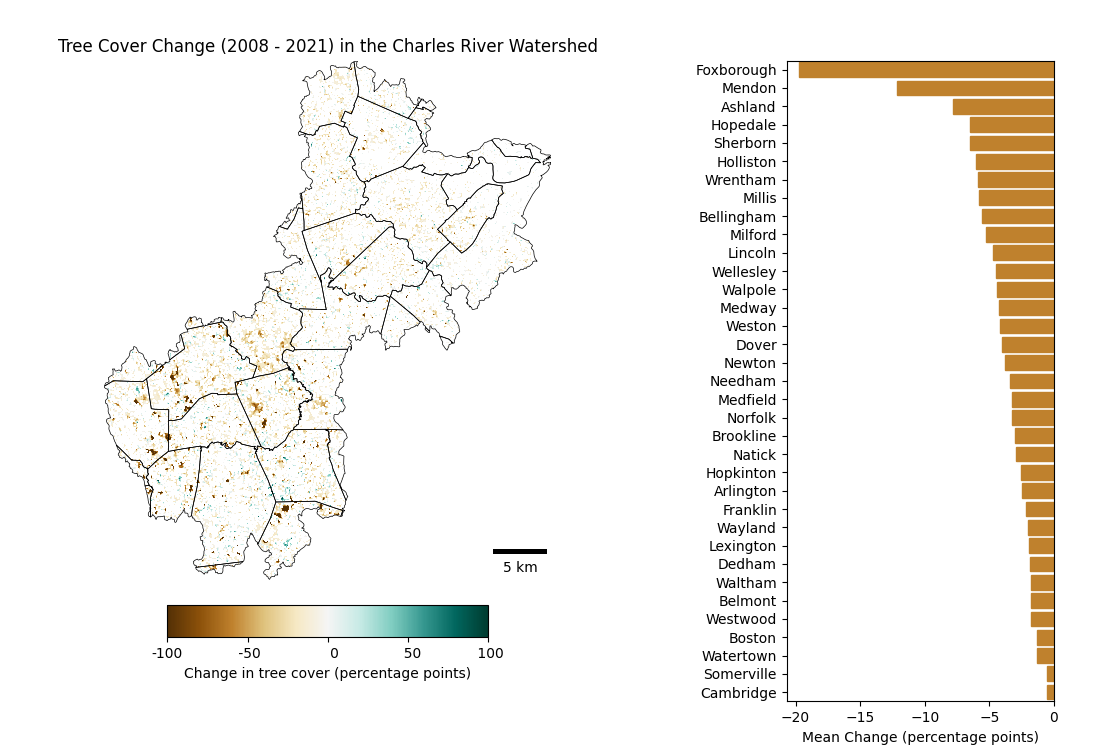 Tree Cover Change (2008 - 2021) in the Charles River Watershed
5 km
-100 -50 0 50 100
Change in tree cover (percentage points)
Foxborough
Mendon
Ashland
Hopedale
Sherborn
Holliston
Wrentham
Millis
Bellingham
Milford
Lincoln
Wellesley
Walpole
Medway
Weston
Dover
Newton
Needham
Medfield
Norfolk
Brookline
Natick
Hopkinton
Arlington
Franklin
Wayland
Lexington
Dedham
Waltham
Belmont
Westwood
Boston
Watertown
Somerville
Cambridge
−20 −15 −10 −5 0
Mean Change (percentage points)